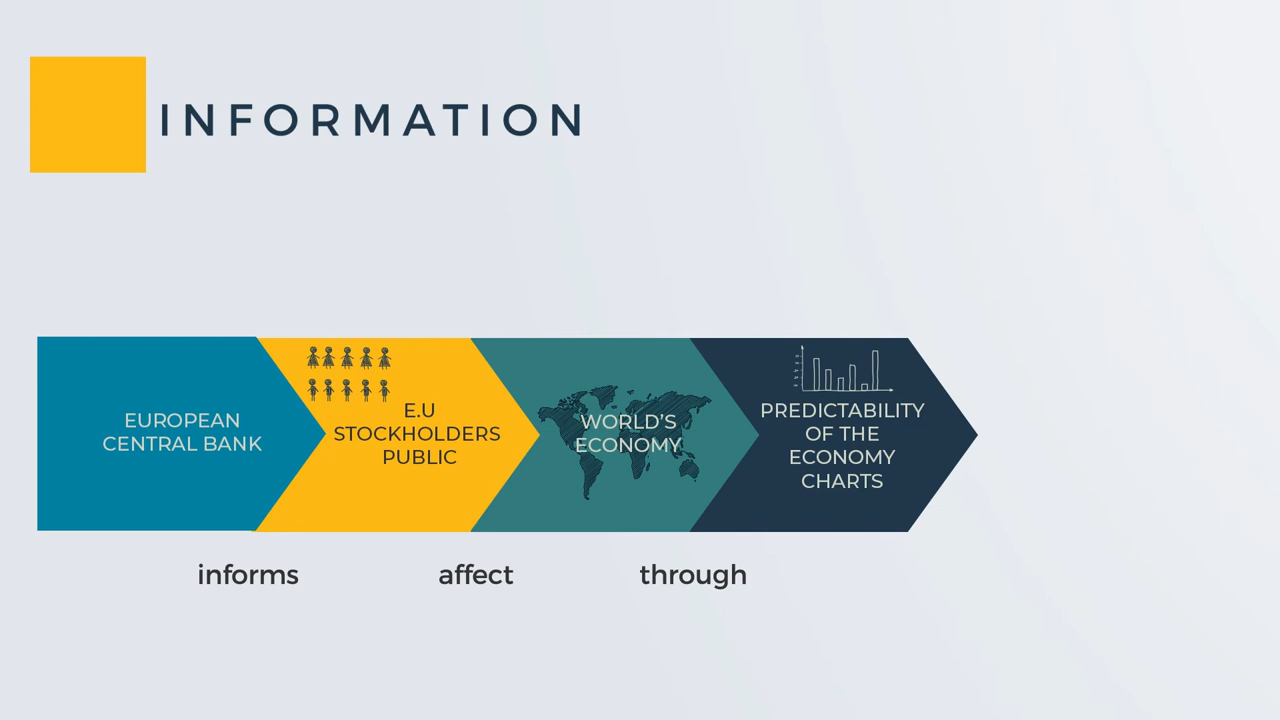 INFORMATION
EUROPEAN
CENTRAL BANK
E.U
STOCKHOLDERS
PUBLIC
WORLD'S
ECONOMY
PREDICTABILITY
OF THE
ECONOMY
CHARTS
informs
affect
through